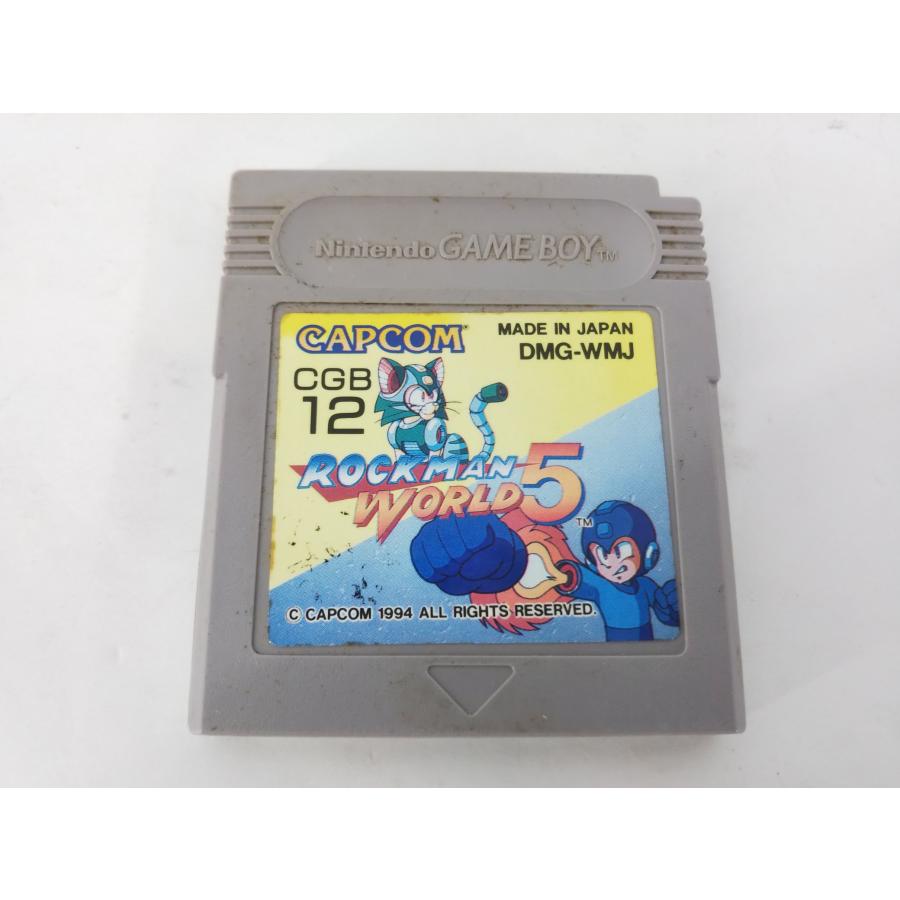 Nintendo GAME BOY TM
CAPCOM
MADE IN JAPAN
DMG-WMJ
CGB
12
ROCKMAN
WORLD 5 TM
© CAPCOM 1994 ALL RIGHTS RESERVED.